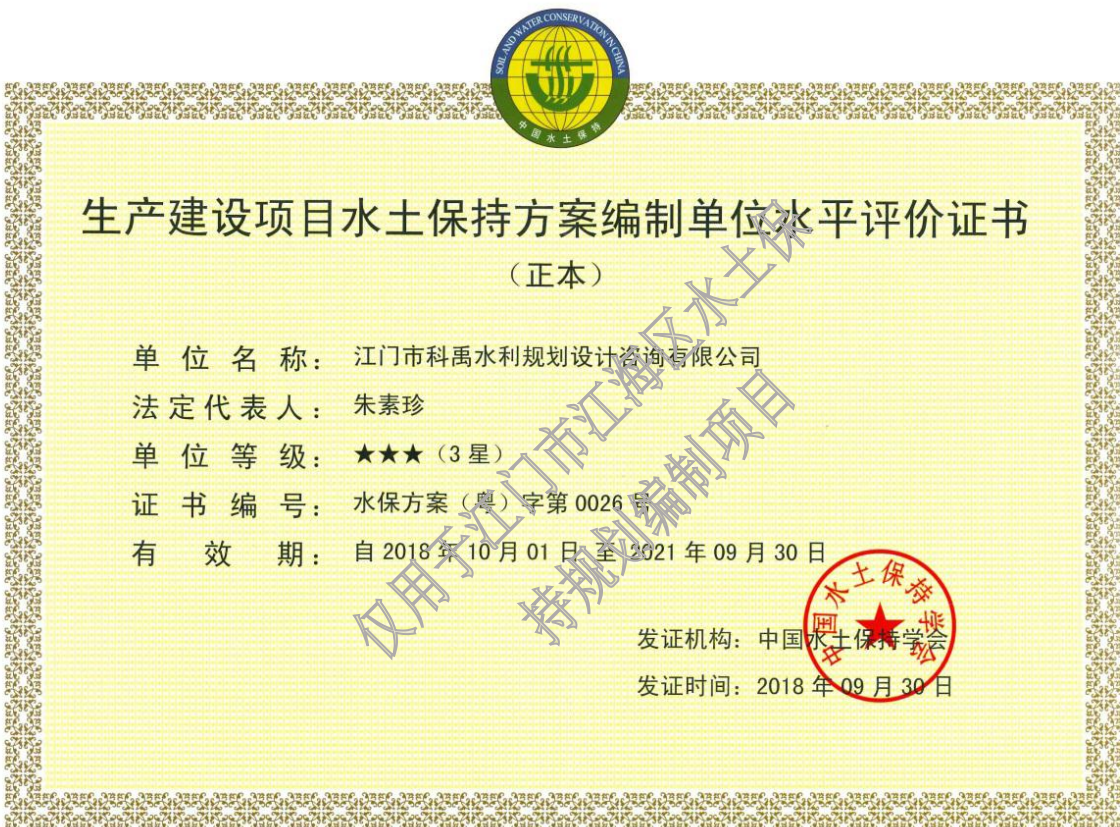 SOIL AND WATER CONSERVATION IN CHINA
中国水土保持
生产建设项目水土保持方案编制单位水平评价证书
（正本）
单位名称：江门市科禹水利规划设计咨询有限公司
法定代表人：朱素珍
单位等级：★★★（3星）
证书编号：水保方案（粤）字第0026号
有效期：自2018年10月01日 至 2021年09月30日
发证机构：中国水土保持学会
发证时间：2018年09月30日
中国水土保持学会
仅用于江门市江海区水土保
持规划编制项目